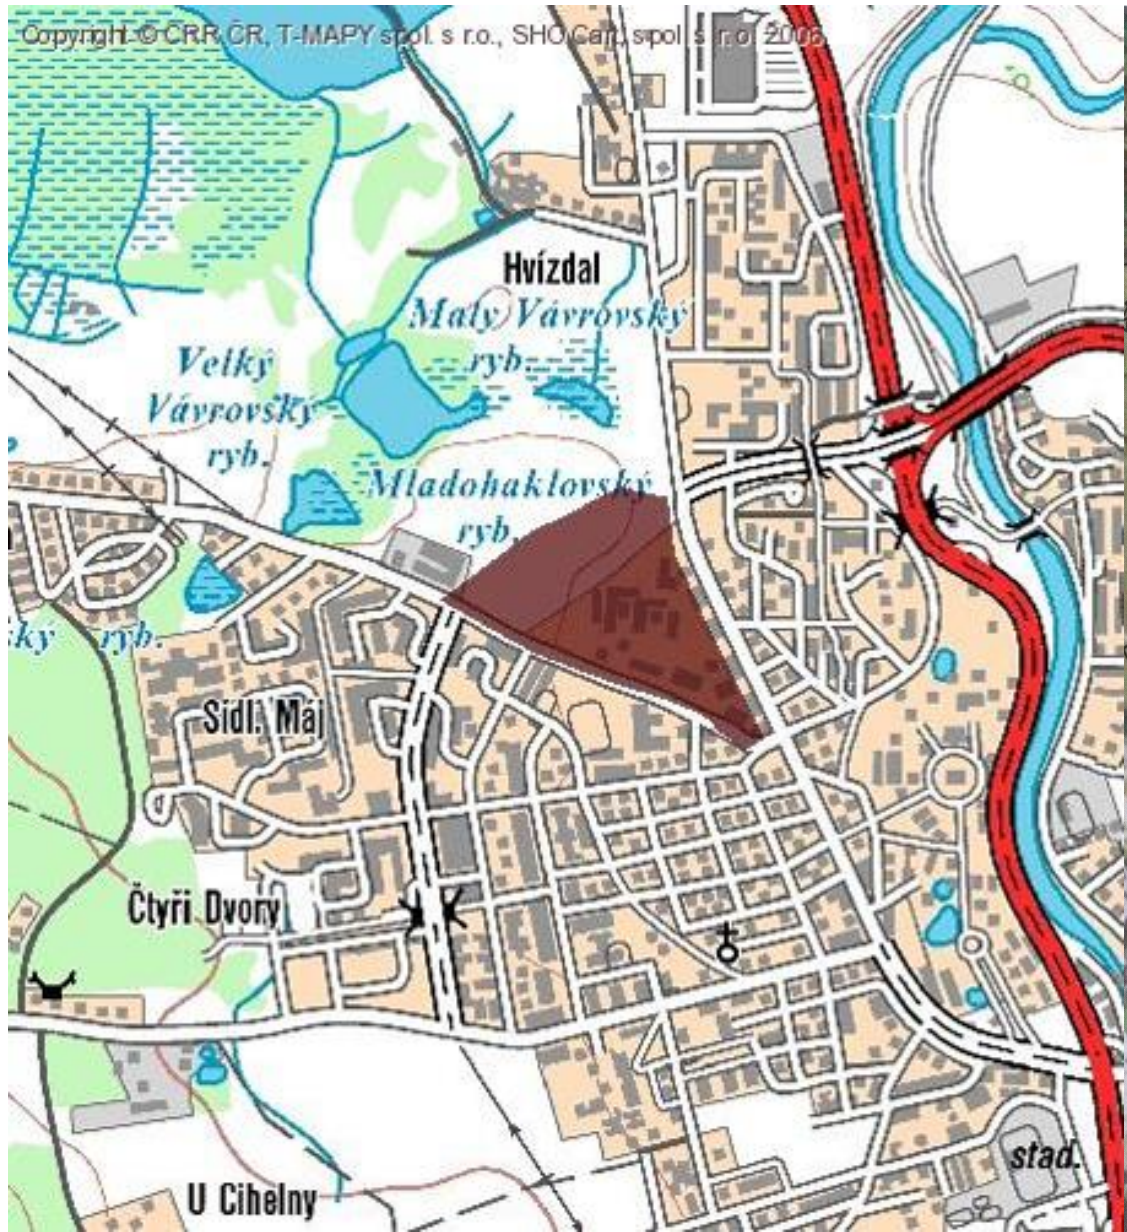 Copyright © CRR ČR, T-MAPY spol. s r.o., SHOCart, spol. s r.o. 2006
Hvízdal
Malý Vávrovský
ryb.
Velký
Vávrovský
ryb.
Mladohaklovský
ryb.
ský ryb.
Sídl. Máj
Čtyři Dvory
stad.
U Cihelny